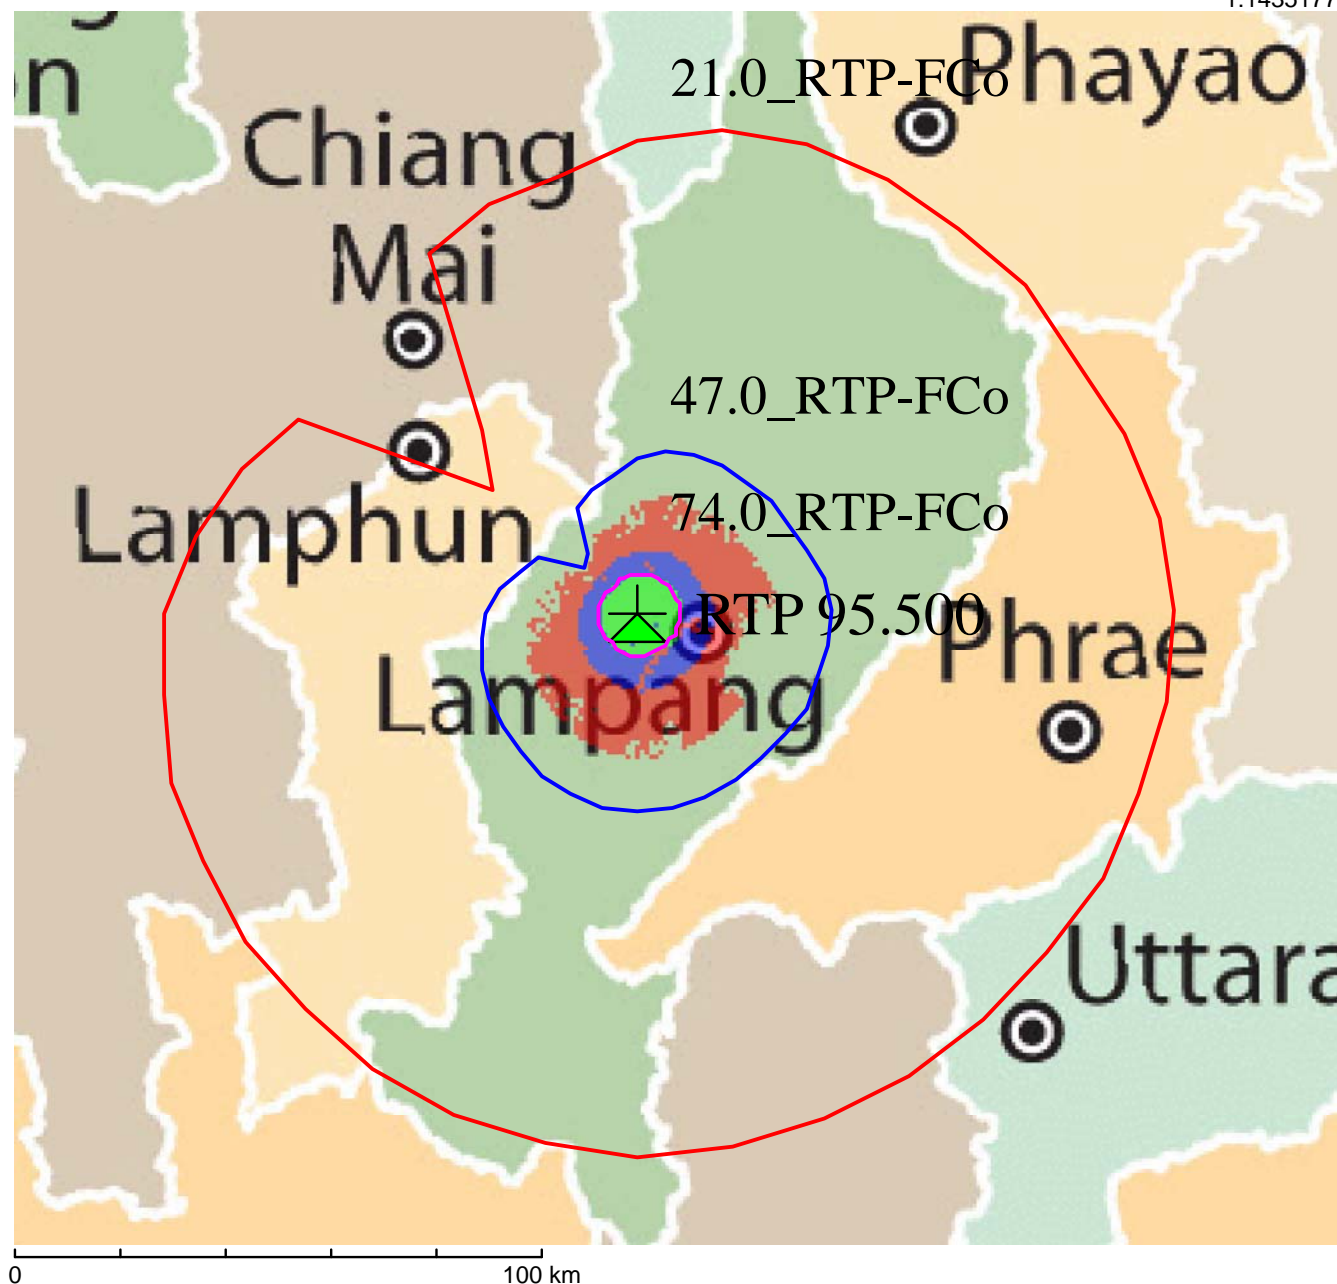 n
Chiang
Mai
21.0_RTP-FCo
Phayao
47.0_RTP-FCo
Lamphun
74.0_RTP-FCo
RTP 95.500
Phrae
Lampang
Uttara
0
100 km